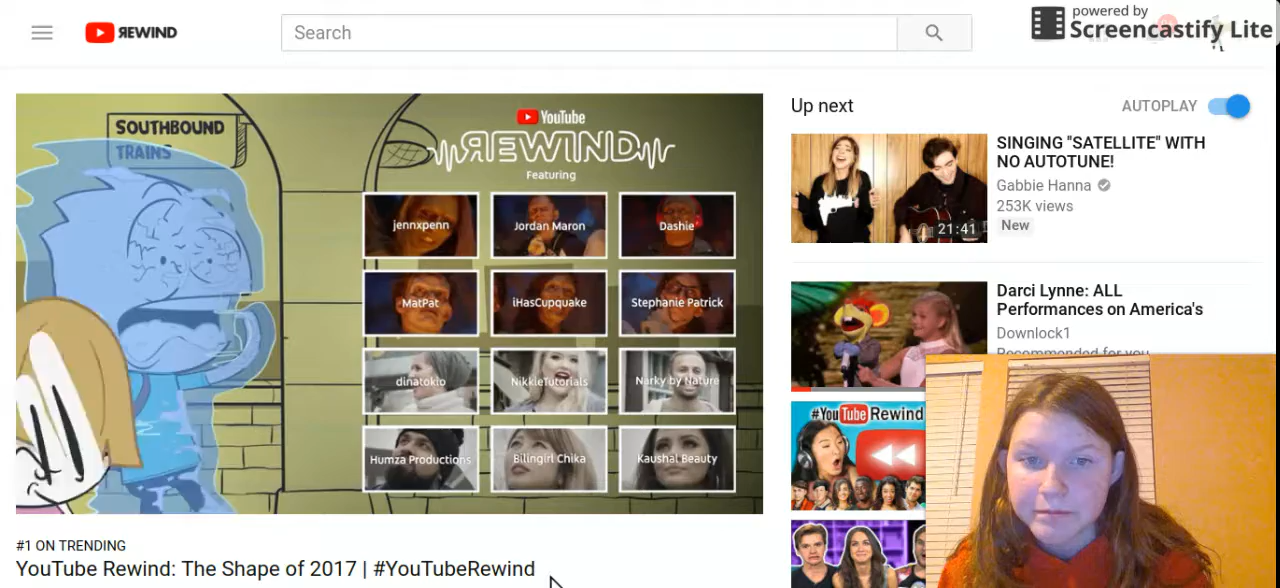 REWIND
Search
powered by
Screencastify Lite
SOUTHBOUND
TRAINS
YouTube
REWIND
Featuring
jennxpenn
Jordan Maron
Dashie
MatPat
iHasCupquake
Stephanie Patrick
dinatokio
NikkieTutorials
Narky by Nature
Humza Productions
Bilingirl Chika
Kaushal Beauty
#1 ON TRENDING
YouTube Rewind: The Shape of 2017 | #YouTubeRewind
Up next
AUTOPLAY
21:41
SINGING "SATELLITE" WITH
NO AUTOTUNE!
Gabbie Hanna
253K views
New
Darci Lynne: ALL
Performances on America's
Downlock1
Recommended for you
#YouTube Rewind